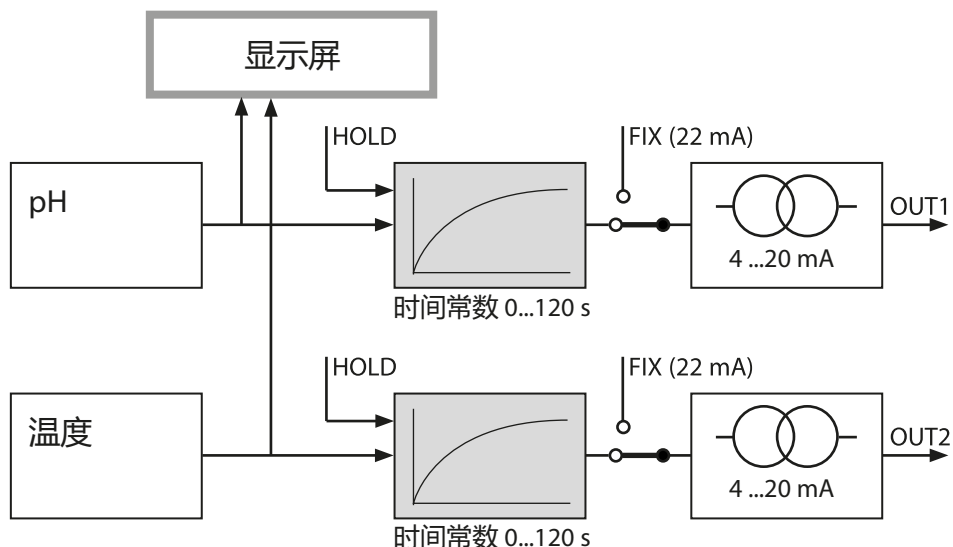 显示屏
HOLD
FIX (22 mA)
pH
OUT1
4 ...20 mA
时间常数 0...120 s
HOLD
FIX (22 mA)
温度
OUT2
4 ...20 mA
时间常数 0...120 s